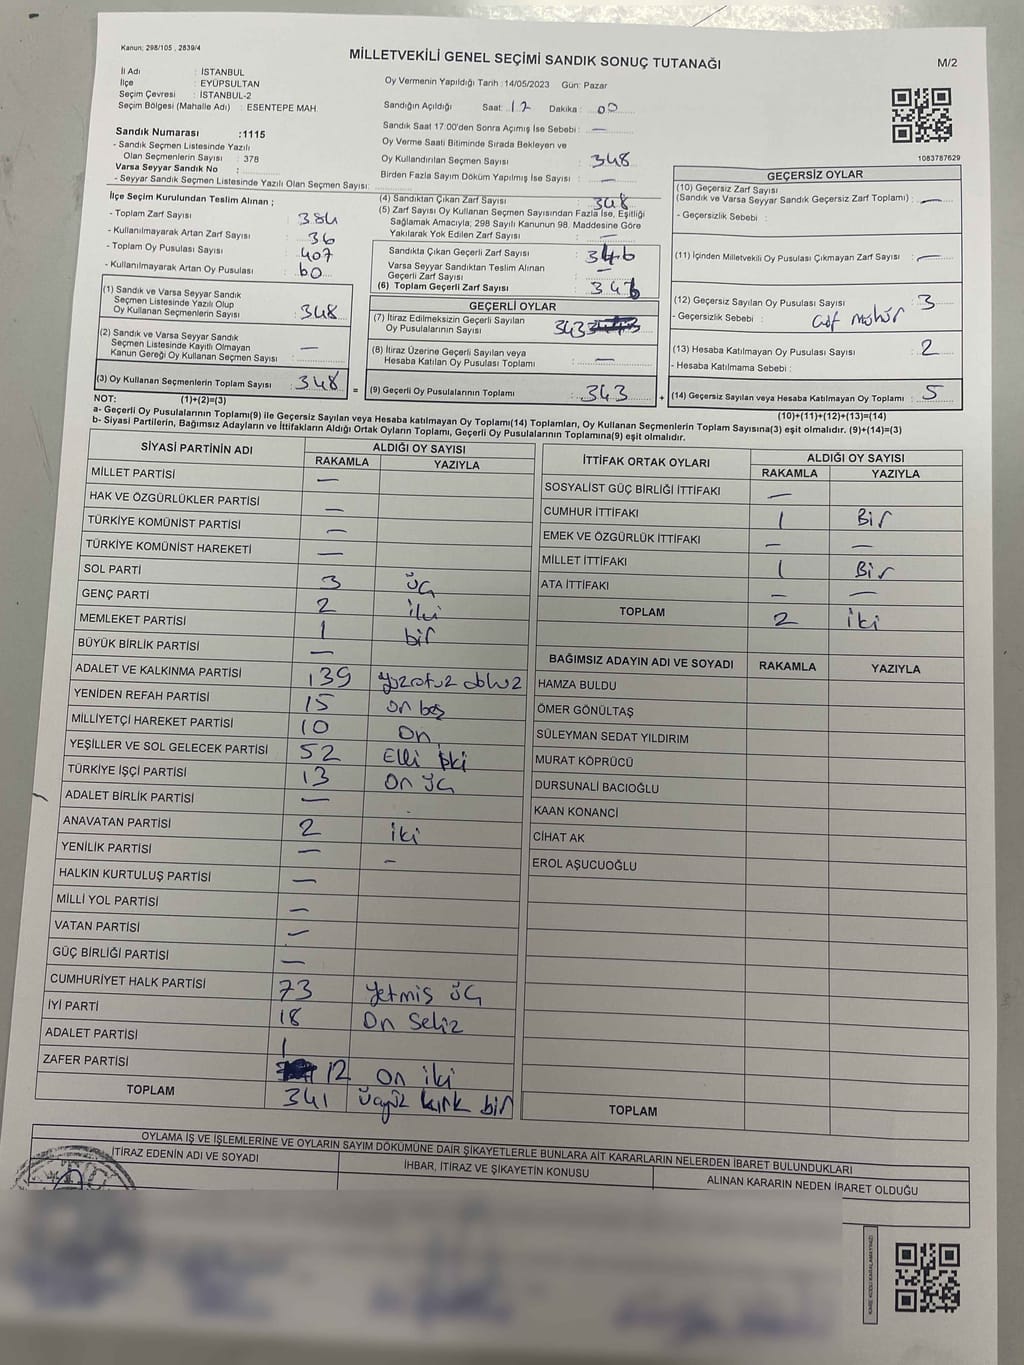 Kanun; 298/105 , 2839/4
MİLLETVEKİLİ GENEL SEÇİMİ SANDIK SONUÇ TUTANAĞI
M/2
İl Adı : İSTANBUL
İlçe : EYÜPSULTAN
Seçim Çevresi : İSTANBUL-2
Seçim Bölgesi (Mahalle Adı) : ESENTEPE MAH
Oy Vermenin Yapıldığı Tarih : 14/05/2023 Gün: Pazar
Sandığın Açıldığı Saat: 12 Dakika : 00
Sandık Saat 17:00'den Sonra Açılmış İse Sebebi : —
Sandık Numarası :1115
- Sandık Seçmen Listesinde Yazılı
Olan Seçmenlerin Sayısı : 378
Varsa Seyyar Sandık No :
- Seyyar Sandık Seçmen Listesinde Yazılı Olan Seçmen Sayısı:
Oy Verme Saati Bitiminde Sırada Bekleyen ve
Oy Kullandırılan Seçmen Sayısı : 348
Birden Fazla Sayım Döküm Yapılmış İse Sayısı : —
1083787629
İlçe Seçim Kurulundan Teslim Alınan ;
- Toplam Zarf Sayısı : 384
- Kullanılmayarak Artan Zarf Sayısı : 36
- Toplam Oy Pusulası Sayısı : 407
- Kullanılmayarak Artan Oy Pusulası : 60
(1) Sandık ve Varsa Seyyar Sandık
Seçmen Listesinde Yazılı Olup
Oy Kullanan Seçmenlerin Sayısı : 348
(2) Sandık ve Varsa Seyyar Sandık
Seçmen Listesinde Kayıtlı Olmayan
Kanun Gereği Oy Kullanan Seçmen Sayısı : —
(3) Oy Kullanan Seçmenlerin Toplam Sayısı : 348 =
(4) Sandıktan Çıkan Zarf Sayısı : 348
(5) Zarf Sayısı Oy Kullanan Seçmen Sayısından Fazla İse, Eşitliği
Sağlamak Amacıyla; 298 Sayılı Kanunun 98. Maddesine Göre
Yakılarak Yok Edilen Zarf Sayısı : —
Sandıkta Çıkan Geçerli Zarf Sayısı : 346
Varsa Seyyar Sandıktan Teslim Alınan
Geçerli Zarf Sayısı : —
(6) Toplam Geçerli Zarf Sayısı : 346
GEÇERLİ OYLAR
(7) İtiraz Edilmeksizin Geçerli Sayılan
Oy Pusulalarının Sayısı : 343
(8) İtiraz Üzerine Geçerli Sayılan veya
Hesaba Katılan Oy Pusulası Toplamı : —
(9) Geçerli Oy Pusulalarının Toplamı : 343 +
GEÇERSİZ OYLAR
(10) Geçersiz Zarf Sayısı
(Sandık ve Varsa Seyyar Sandık Geçersiz Zarf Toplamı) : —
- Geçersizlik Sebebi :
(11) İçinden Milletvekili Oy Pusulası Çıkmayan Zarf Sayısı : —
(12) Geçersiz Sayılan Oy Pusulası Sayısı : 3
- Geçersizlik Sebebi : çift mühür
(13) Hesaba Katılmayan Oy Pusulası Sayısı : 2
- Hesaba Katılmama Sebebi :
(14) Geçersiz Sayılan veya Hesaba Katılmayan Oy Toplamı : 5
NOT: (1)+(2)=(3)
(10)+(11)+(12)+(13)=(14)
a- Geçerli Oy Pusulalarının Toplamı(9) ile Geçersiz Sayılan veya Hesaba katılmayan Oy Toplamı(14) Toplamları, Oy Kullanan Seçmenlerin Toplam Sayısına(3) eşit olmalıdır. (9)+(14)=(3)
b- Siyasi Partilerin, Bağımsız Adayların ve İttifakların Aldığı Ortak Oyların Toplamı, Geçerli Oy Pusulalarının Toplamına(9) eşit olmalıdır.
SİYASİ PARTİNİN ADI ALDIĞI OY SAYISI
RAKAMLA YAZIYLA
MİLLET PARTİSİ —
HAK VE ÖZGÜRLÜKLER PARTİSİ —
TÜRKİYE KOMÜNİST PARTİSİ —
TÜRKİYE KOMÜNİST HAREKETİ —
SOL PARTİ 3 üç
GENÇ PARTİ 2 iki
MEMLEKET PARTİSİ 1 bir
BÜYÜK BİRLİK PARTİSİ —
ADALET VE KALKINMA PARTİSİ 139 yüzotuz dokuz
YENİDEN REFAH PARTİSİ 15 on beş
MİLLİYETÇİ HAREKET PARTİSİ 10 On
YEŞİLLER VE SOL GELECEK PARTİSİ 52 Elli iki
TÜRKİYE İŞÇİ PARTİSİ 13 On üç
ADALET BİRLİK PARTİSİ —
ANAVATAN PARTİSİ 2 iki
YENİLİK PARTİSİ — —
HALKIN KURTULUŞ PARTİSİ —
MİLLİ YOL PARTİSİ —
VATAN PARTİSİ —
GÜÇ BİRLİĞİ PARTİSİ —
CUMHURİYET HALK PARTİSİ 73 yetmiş üç
İYİ PARTİ 18 On Sekiz
ADALET PARTİSİ 1
ZAFER PARTİSİ 12 on iki
TOPLAM 341 üçyüz kırk bir
İTTİFAK ORTAK OYLARI ALDIĞI OY SAYISI
RAKAMLA YAZIYLA
SOSYALİST GÜÇ BİRLİĞİ İTTİFAKI —
CUMHUR İTTİFAKI 1 Bir
EMEK VE ÖZGÜRLÜK İTTİFAKI — —
MİLLET İTTİFAKI 1 Bir
ATA İTTİFAKI — —
TOPLAM 2 iki
BAĞIMSIZ ADAYIN ADI VE SOYADI RAKAMLA YAZIYLA
HAMZA BULDU
ÖMER GÖNÜLTAŞ
SÜLEYMAN SEDAT YILDIRIM
MURAT KÖPRÜCÜ
DURSUNALİ BACIOĞLU
KAAN KONANCİ
CİHAT AK
EROL AŞUCUOĞLU
TOPLAM
OYLAMA İŞ VE İŞLEMLERİNE VE OYLARIN SAYIM DÖKÜMÜNE DAİR ŞİKAYETLERLE BUNLARA AİT KARARLARIN NELERDEN İBARET BULUNDUKLARI
İTİRAZ EDENİN ADI VE SOYADI İHBAR, İTİRAZ VE ŞİKAYETİN KONUSU ALINAN KARARIN NEDEN İBARET OLDUĞU